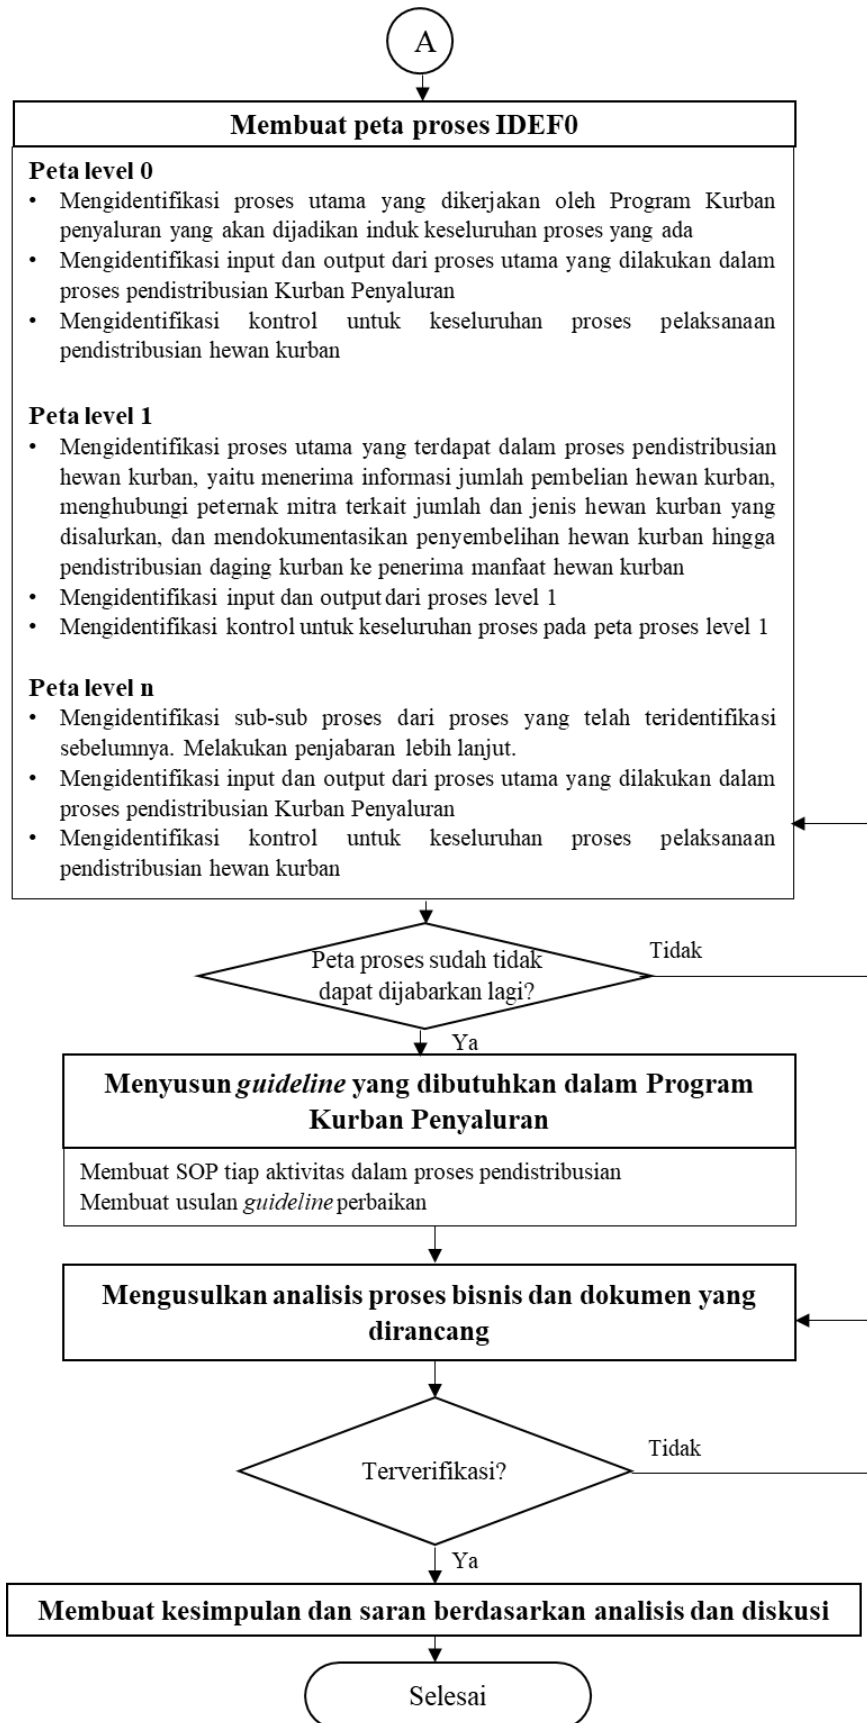 A
Membuat peta proses IDEF0
Peta level 0
• Mengidentifikasi proses utama yang dikerjakan oleh Program Kurban
penyaluran yang akan dijadikan induk keseluruhan proses yang ada
• Mengidentifikasi input dan output dari proses utama yang dilakukan dalam
proses pendistribusian Kurban Penyaluran
• Mengidentifikasi kontrol untuk keseluruhan proses pelaksanaan
pendistribusian hewan kurban
Peta level 1
• Mengidentifikasi proses utama yang terdapat dalam proses pendistribusian
hewan kurban, yaitu menerima informasi jumlah pembelian hewan kurban,
menghubungi peternak mitra terkait jumlah dan jenis hewan kurban yang
disalurkan, dan mendokumentasikan penyembelihan hewan kurban hingga
pendistribusian daging kurban ke penerima manfaat hewan kurban
• Mengidentifikasi input dan output dari proses level 1
• Mengidentifikasi kontrol untuk keseluruhan proses pada peta proses level 1
Peta level n
• Mengidentifikasi sub-sub proses dari proses yang telah teridentifikasi
sebelumnya. Melakukan penjabaran lebih lanjut.
• Mengidentifikasi input dan output dari proses utama yang dilakukan dalam
proses pendistribusian Kurban Penyaluran
• Mengidentifikasi kontrol untuk keseluruhan proses pelaksanaan
pendistribusian hewan kurban
Peta proses sudah tidak
dapat dijabarkan lagi?
Tidak
Ya
Menyusun guideline yang dibutuhkan dalam Program
Kurban Penyaluran
Membuat SOP tiap aktivitas dalam proses pendistribusian
Membuat usulan guideline perbaikan
Mengusulkan analisis proses bisnis dan dokumen yang
dirancang
Terverifikasi?
Tidak
Ya
Membuat kesimpulan dan saran berdasarkan analisis dan diskusi
Selesai